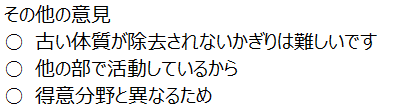 その他の意見
○ 古い体質が除去されないかぎりは難しいです
○ 他の部で活動しているから
○ 得意分野と異なるため